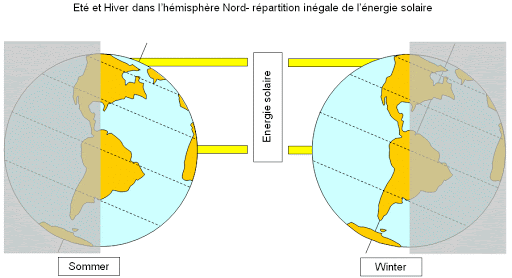 Eté et Hiver dans l'hémisphère Nord- répartition inégale de l'énergie solaire
Energie solaire
Sommer
Winter